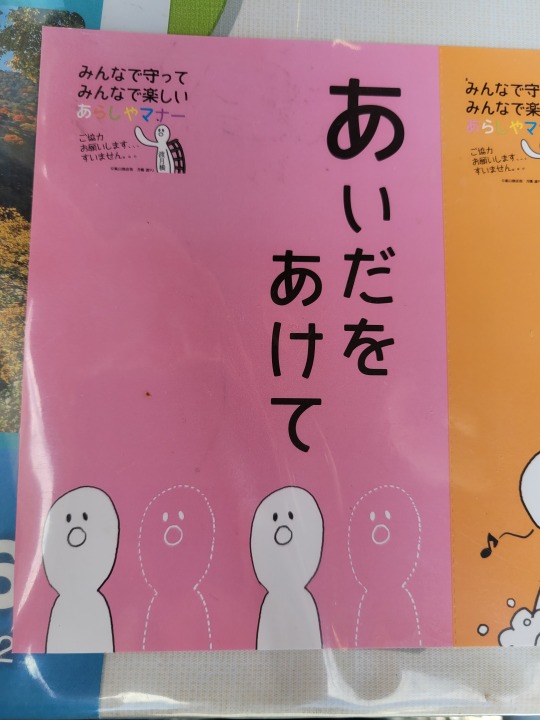 みんなで守って
みんなで楽しい
あらしやマナー
ご協力
お願いします...
すいません...
あいだを
あけて
みんなで守
みんなで楽
あらしやマ
ご協力
お願いします...
すいません...